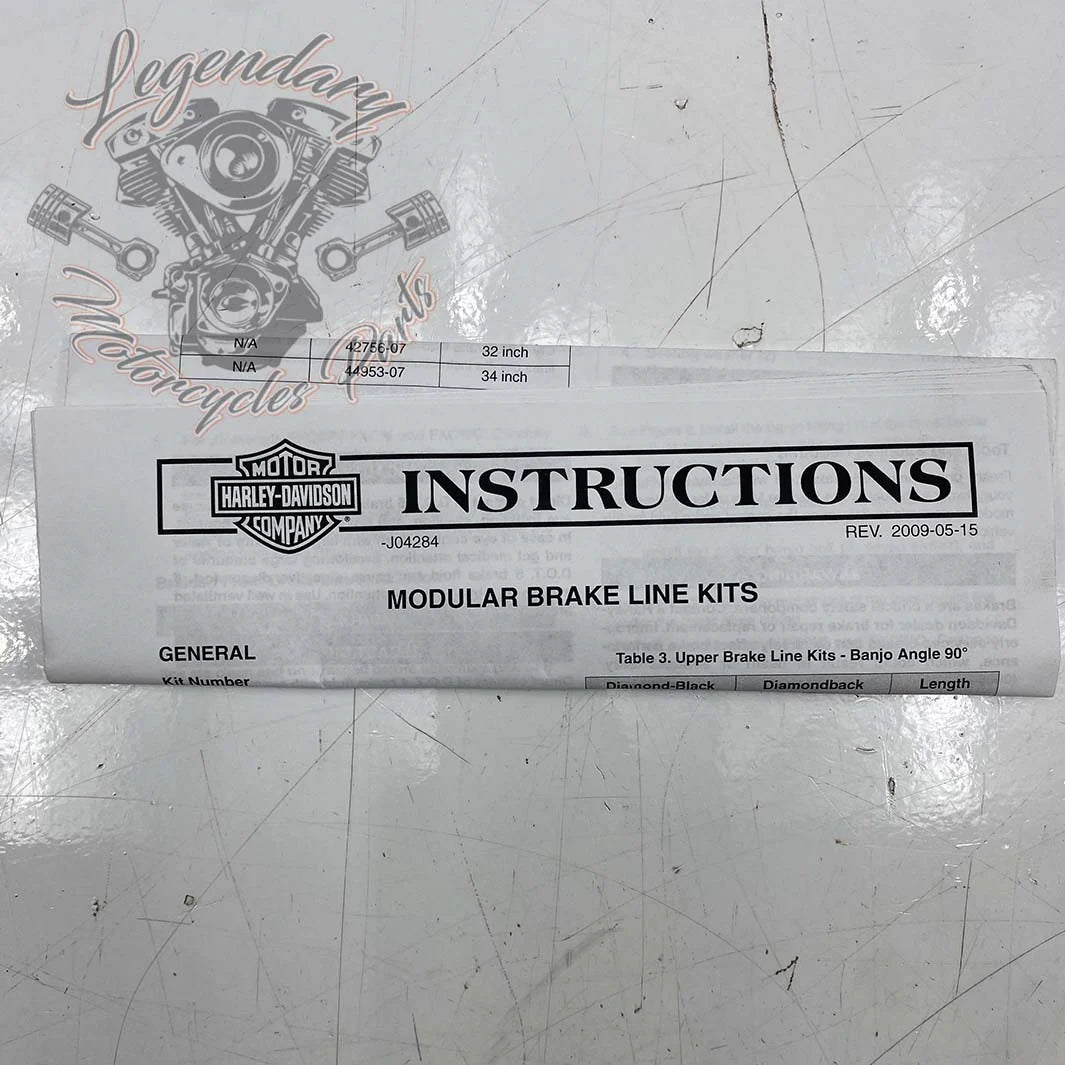 Legendary
Motorcycles Parts
N/A 42756-07 32 inch
N/A 44953-07 34 inch
MOTOR
HARLEY-DAVIDSON
COMPANY
®
INSTRUCTIONS
-J04284
REV. 2009-05-15
MODULAR BRAKE LINE KITS
GENERAL
Kit Number
Table 3. Upper Brake Line Kits - Banjo Angle 90°
Diamond-Black Diamondback Length